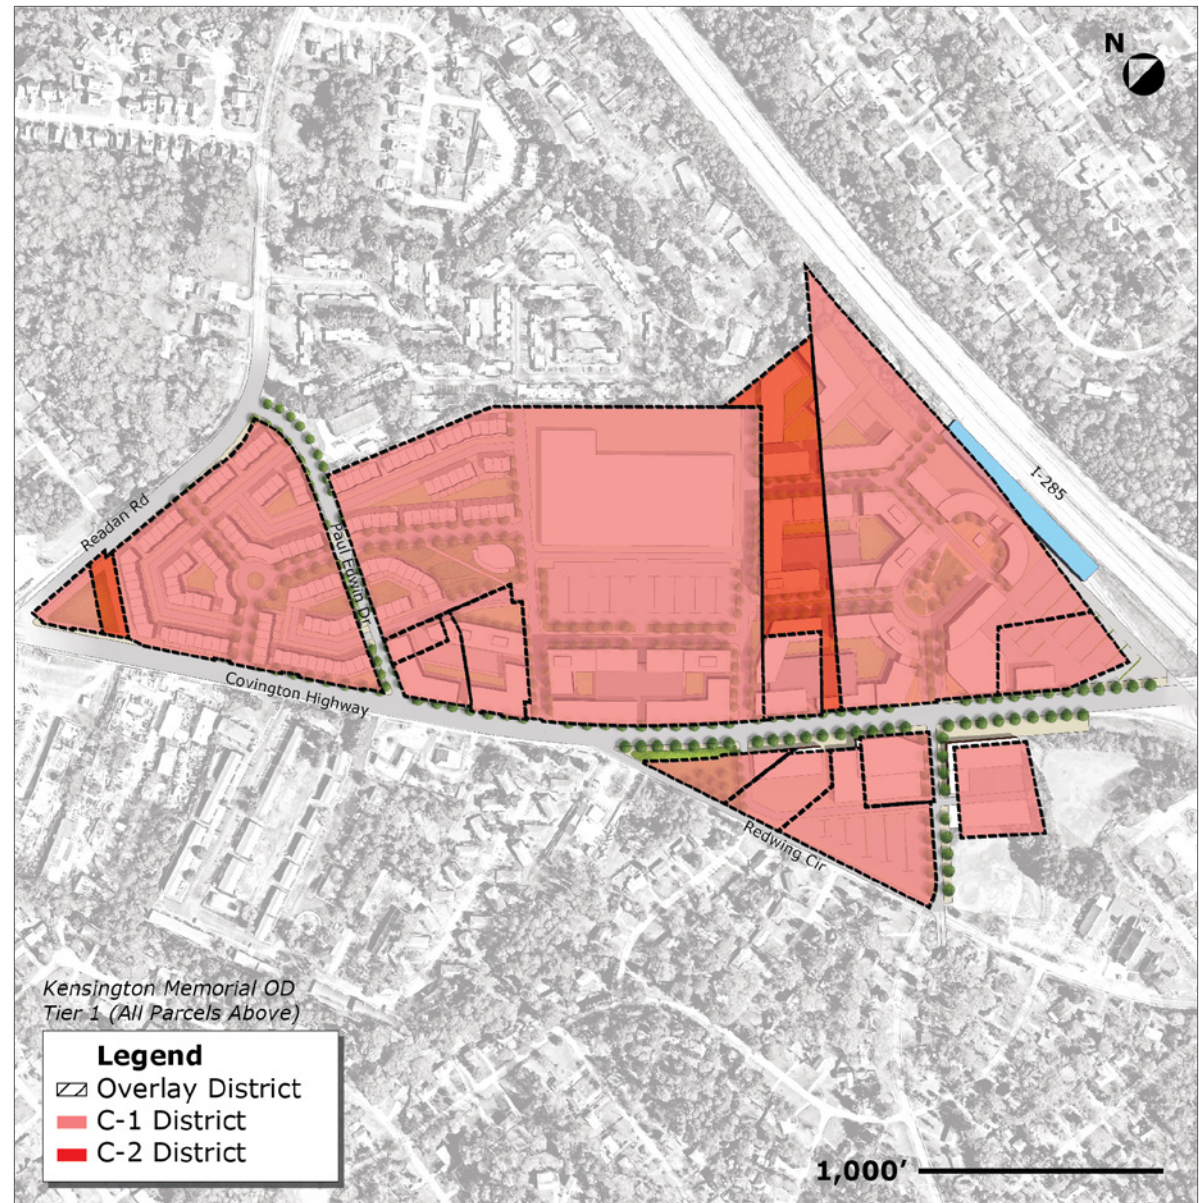 N
I-285
Readan Rd
Paul Edwin Dr
Covington Highway
Redwing Cir
Kensington Memorial OD
Tier 1 (All Parcels Above)
Legend
Overlay District
C-1 District
C-2 District
1,000’